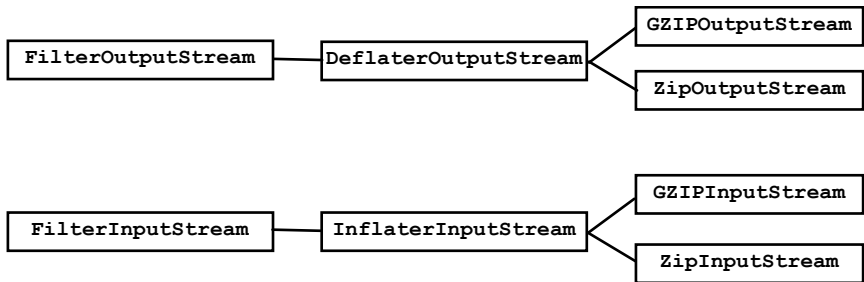 GZIPOutputStream
FilterOutputStream
DeflaterOutputStream
ZipOutputStream
GZIPInputStream
FilterInputStream
InflaterInputStream
ZipInputStream